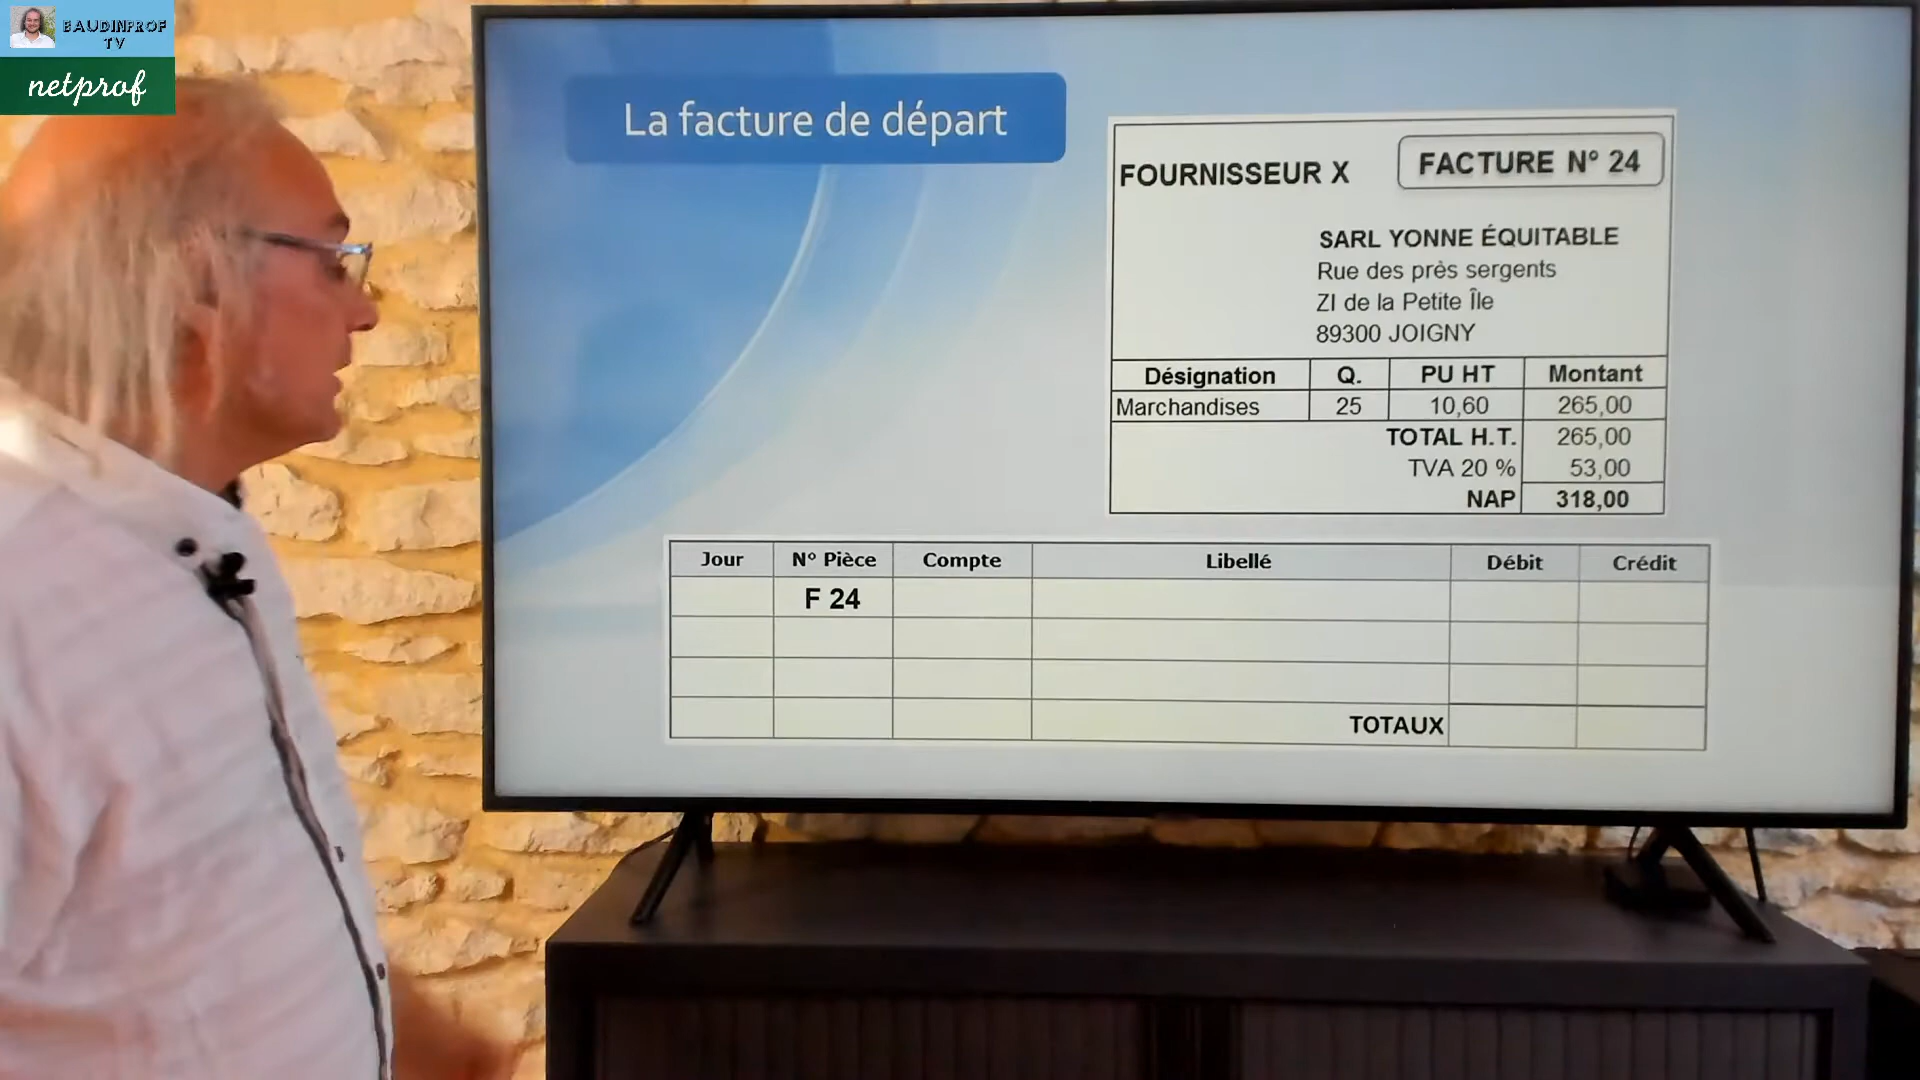 BAUDINPROF
TV
netprof
La facture de départ
FOURNISSEUR X
FACTURE N° 24
SARL YONNE ÉQUITABLE
Rue des près sergents
ZI de la Petite Île
89300 JOIGNY
Désignation Q. PU HT Montant
Marchandises 25 10,60 265,00
TOTAL H.T. 265,00
TVA 20 % 53,00
NAP 318,00
Jour N° Pièce Compte Libellé Débit Crédit
F 24
TOTAUX